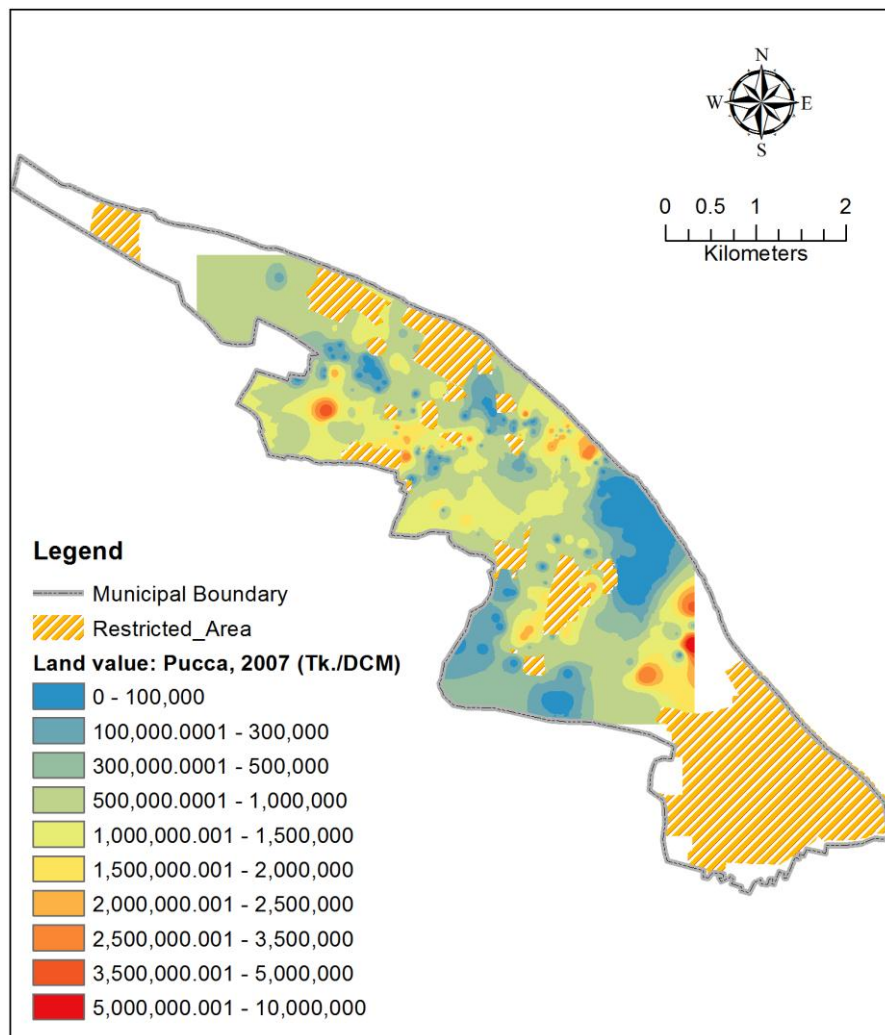 N
W E
S
0 0.5 1 2
Kilometers
Legend
Municipal Boundary
Restricted_Area
Land value: Pucca, 2007 (Tk./DCM)
0 - 100,000
100,000.0001 - 300,000
300,000.0001 - 500,000
500,000.0001 - 1,000,000
1,000,000.001 - 1,500,000
1,500,000.001 - 2,000,000
2,000,000.001 - 2,500,000
2,500,000.001 - 3,500,000
3,500,000.001 - 5,000,000
5,000,000.001 - 10,000,000